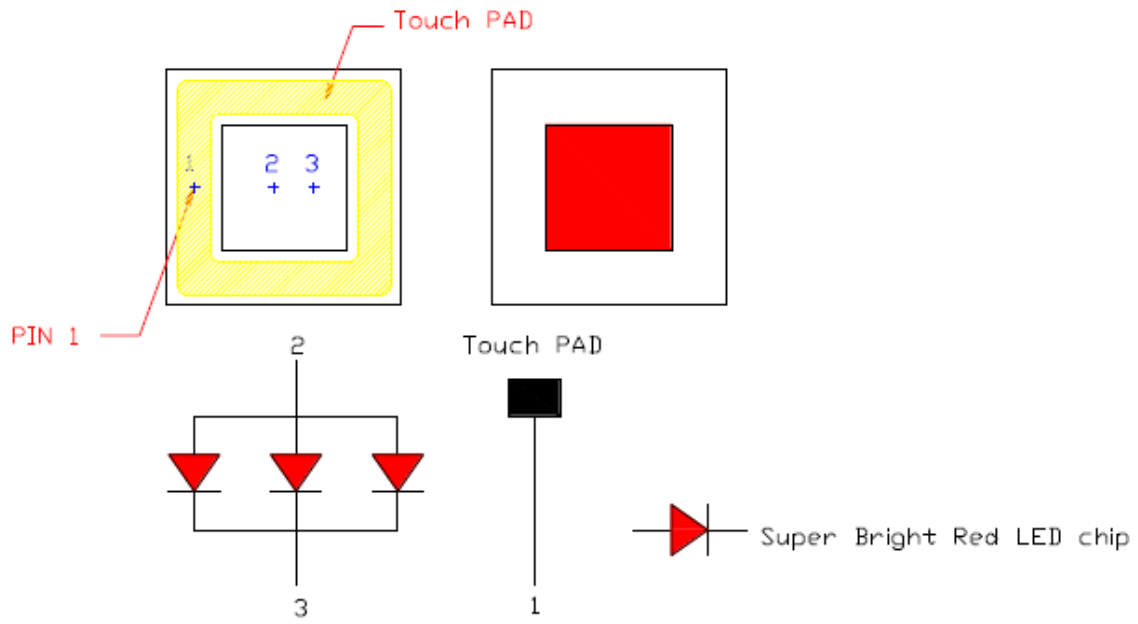 Touch PAD
1 2 3
PIN 1
2
Touch PAD
Super Bright Red LED chip
3
1